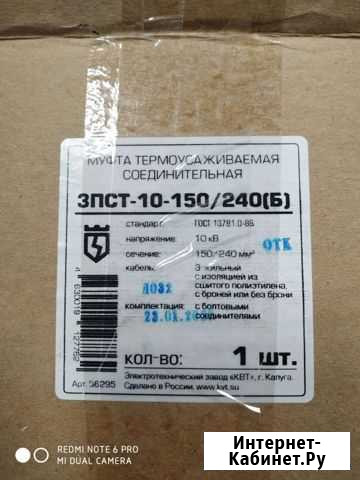 МУФТА ТЕРМОУСАЖИВАЕМАЯ
СОЕДИНИТЕЛЬНАЯ
3ПСТ-10-150/240(Б)
стандарт: ГОСТ 13781.0-86
напряжение: 10 кВ
ОТК
сечение: 150/240 мм²
кабель: 3 жильный
с изоляцией из
сшитого полиэтилена,
с броней или без брони
комплектация: с болтовыми
соединителями
КОЛ-ВО: 1 шт.
Электротехнический завод «КВТ», г. Калуга.
Арт. 56295 Сделано в России. www.kvt.su
REDMI NOTE 6 PRO
MI DUAL CAMERA
Интернет-
Кабинет.Ру